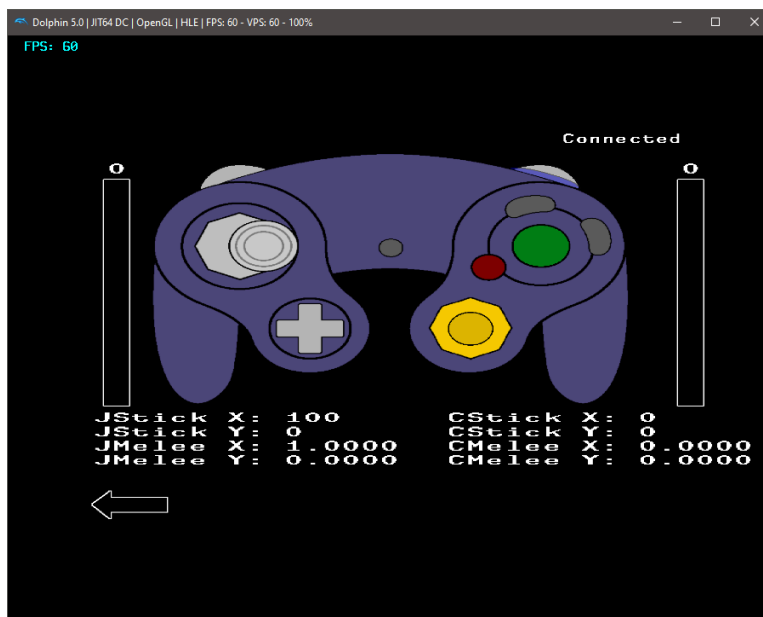 Dolphin 5.0 | JIT64 DC | OpenGL | HLE | FPS: 60 - VPS: 60 - 100%
FPS: 60
Connected
0 0
JStick X: 100 CStick X: 0
JStick Y: 0 CStick Y: 0
JMelee X: 1.0000 CMelee X: 0.0000
JMelee Y: 0.0000 CMelee Y: 0.0000